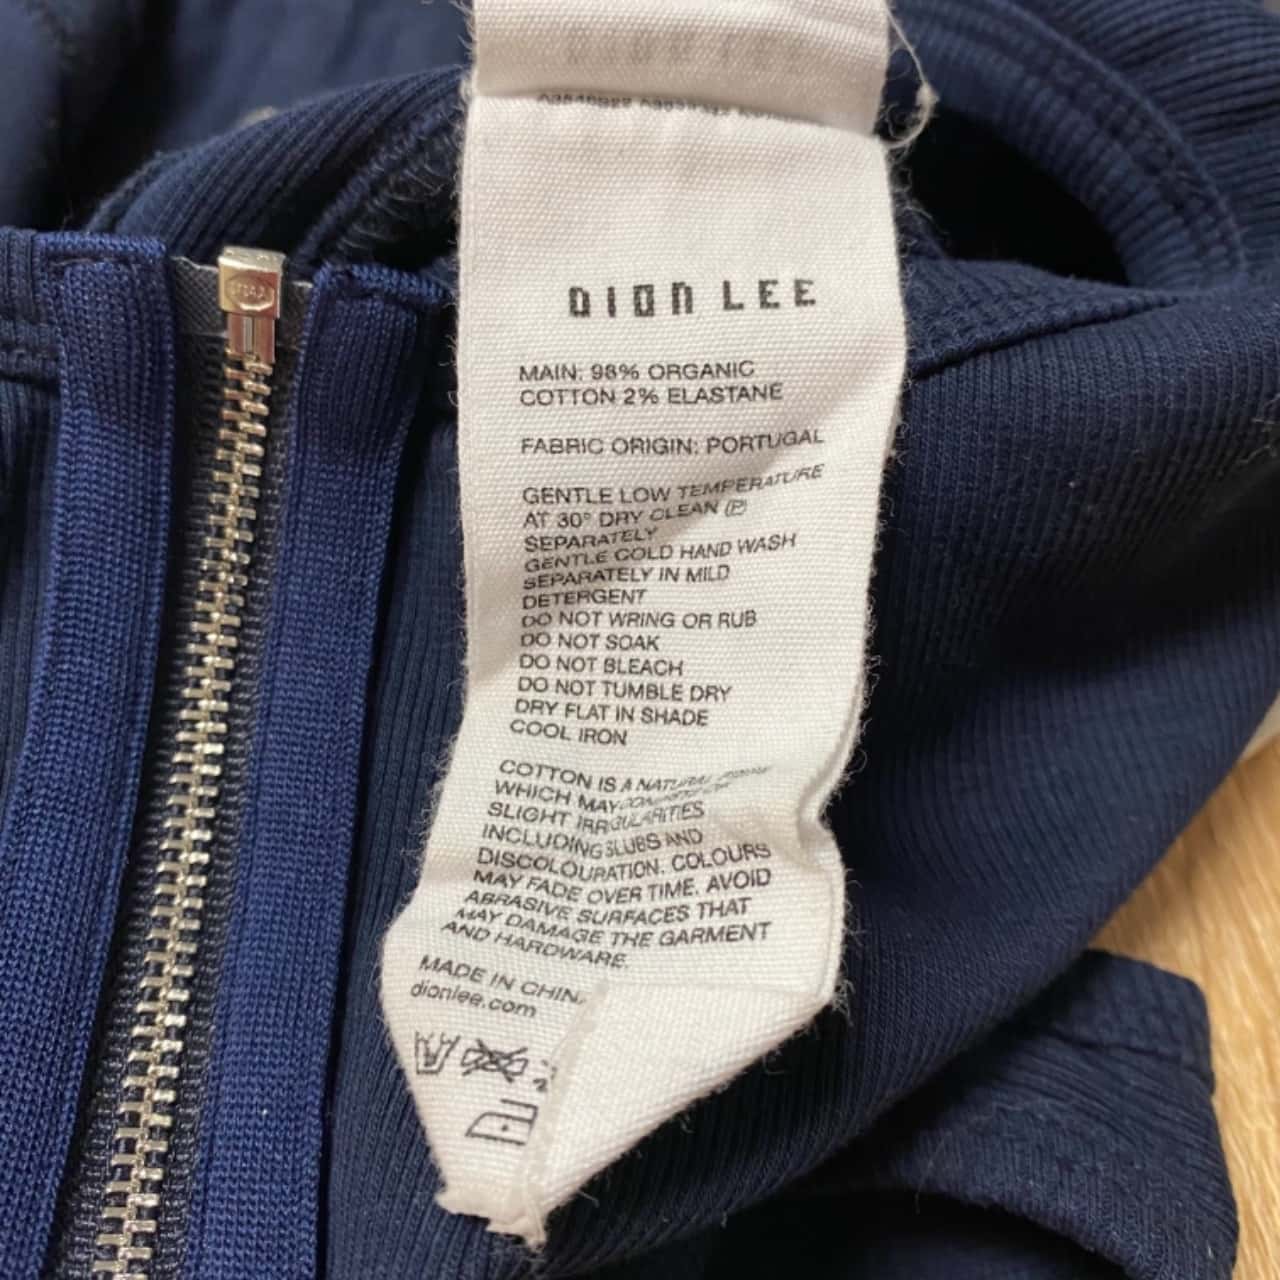 DION LEE
MAIN: 98% ORGANIC
COTTON 2% ELASTANE
FABRIC ORIGIN: PORTUGAL
GENTLE LOW TEMPERATURE
AT 30° DRY CLEAN Ⓟ
SEPARATELY
GENTLE COLD HAND WASH
SEPARATELY IN MILD
DETERGENT
DO NOT WRING OR RUB
DO NOT SOAK
DO NOT BLEACH
DO NOT TUMBLE DRY
DRY FLAT IN SHADE
COOL IRON
COTTON IS A NATURAL
WHICH MAY
SLIGHT IRREGULARITIES
INCLUDING SLUBS AND
DISCOLOURATION. COLOURS
MAY FADE OVER TIME. AVOID
ABRASIVE SURFACES THAT
MAY DAMAGE THE GARMENT
AND HARDWARE.
MADE IN CHINA
dionlee.com